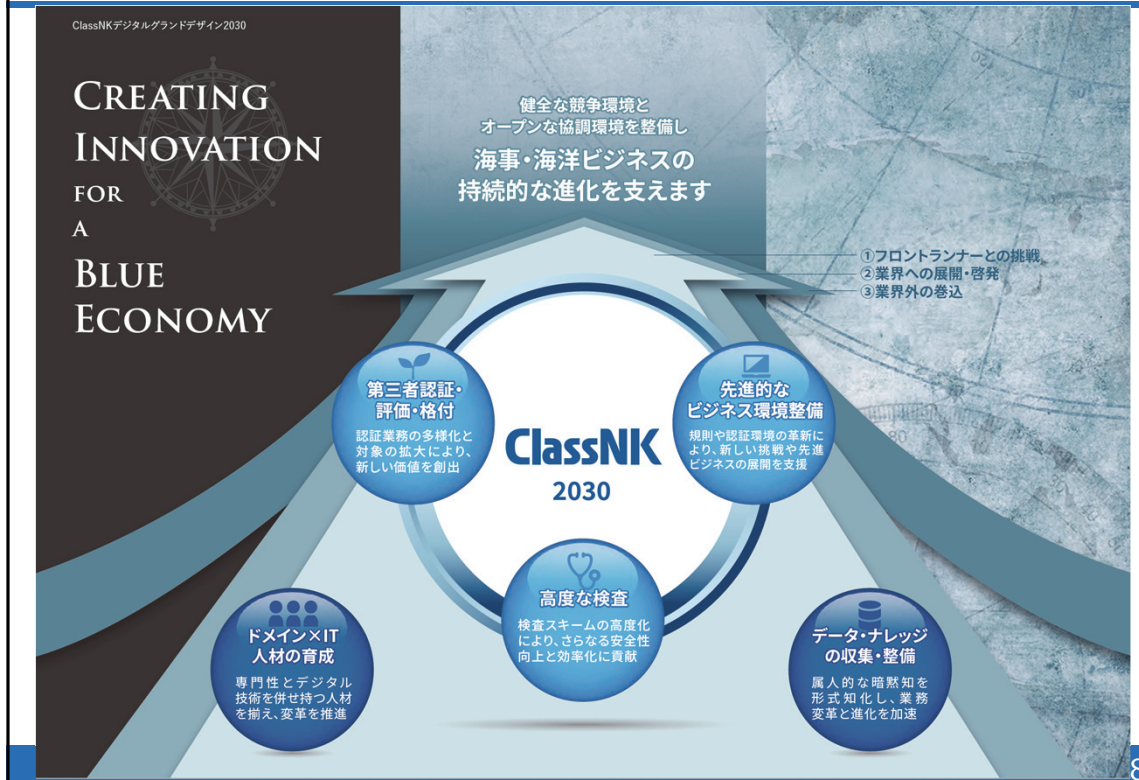 ClassNKデジタルグランドデザイン2030
CREATING
INNOVATION
FOR
A
BLUE
ECONOMY
健全な競争環境と
オープンな協調環境を整備し
海事・海洋ビジネスの
持続的な進化を支えます
①フロントランナーとの挑戦
②業界への展開・啓発
③業界外の巻込
第三者認証・
評価・格付
認証業務の多様化と
対象の拡大により、
新しい価値を創出
先進的な
ビジネス環境整備
規則や認証環境の革新に
より、新しい挑戦や先進
ビジネスの展開を支援
ClassNK
2030
高度な検査
検査スキームの高度化
により、さらなる安全性
向上と効率化に貢献
ドメイン×IT
人材の育成
専門性とデジタル
技術を併せ持つ人材
を揃え、変革を推進
データ・ナレッジ
の収集・整備
属人的な暗黙知を
形式知化し、業務
変革と進化を加速
8